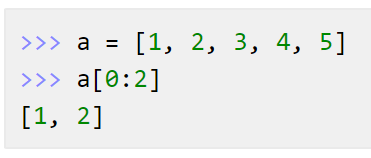 >>> a = [1, 2, 3, 4, 5]
>>> a[0:2]
[1, 2]